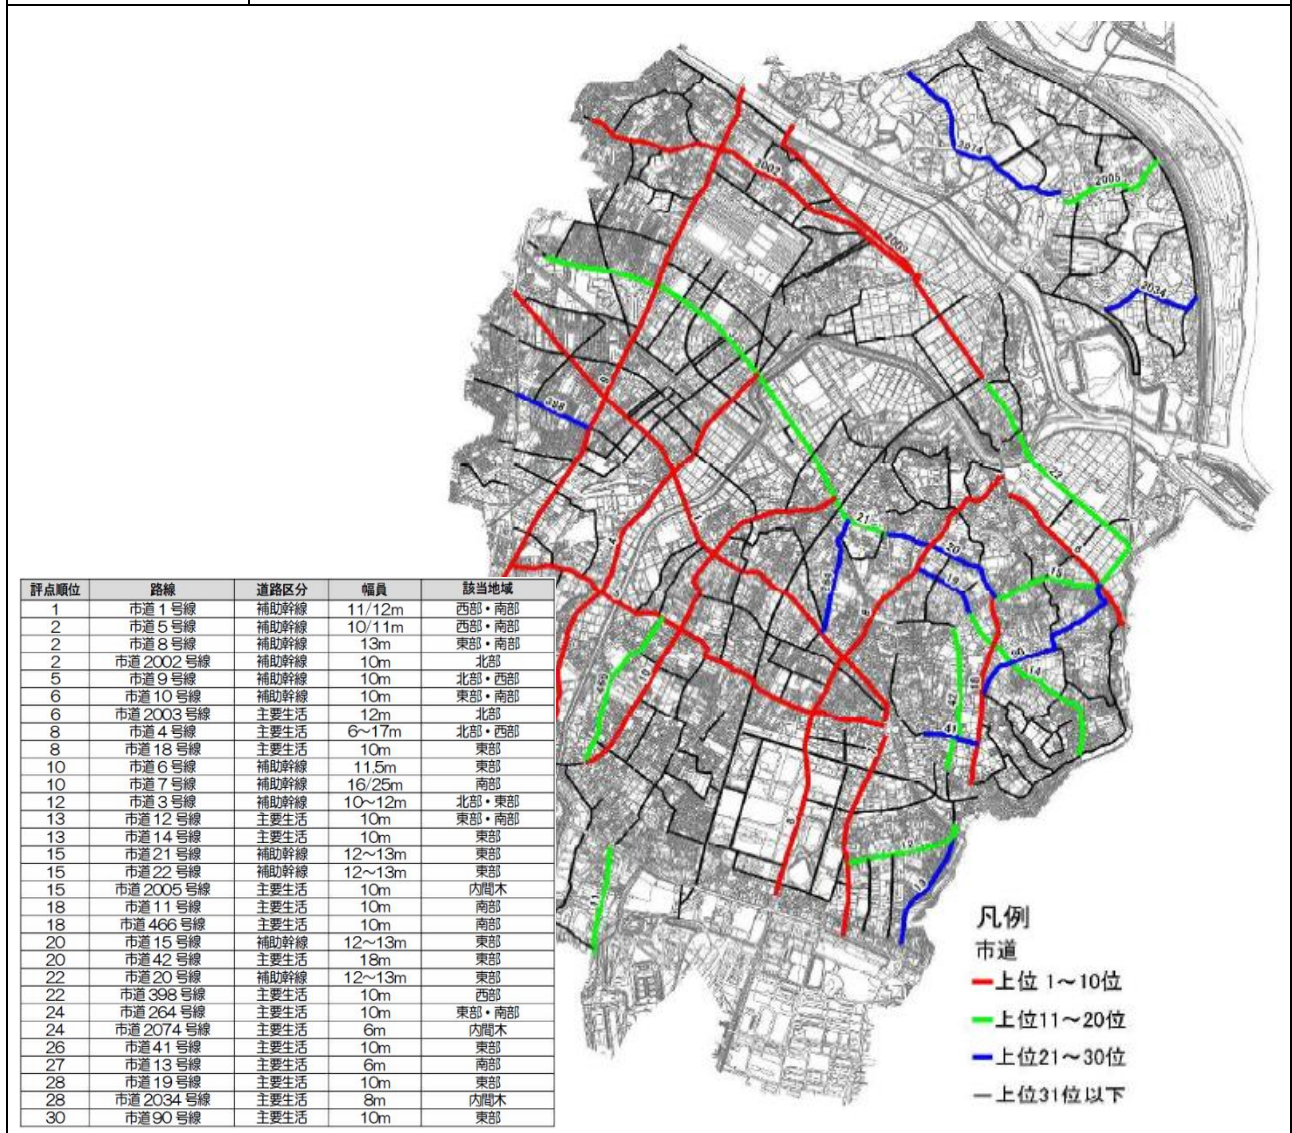 2074
2005
2002
2003
2034
9
398
22
1
21
4
20
6
15
19
5
8
90
14
466
10
18
42
41
7
8
12
13
11
評点順位 路線 道路区分 幅員 該当地域
1 市道1号線 補助幹線 11/12m 西部・南部
2 市道5号線 補助幹線 10/11m 西部・南部
2 市道8号線 補助幹線 13m 東部・南部
2 市道2002号線 補助幹線 10m 北部
5 市道9号線 補助幹線 10m 北部・西部
6 市道10号線 補助幹線 10m 東部・南部
6 市道2003号線 主要生活 12m 北部
8 市道4号線 主要生活 6～17m 北部・西部
8 市道18号線 主要生活 10m 東部
10 市道6号線 補助幹線 11.5m 東部
10 市道7号線 補助幹線 16/25m 南部
12 市道3号線 補助幹線 10～12m 北部・東部
13 市道12号線 主要生活 10m 東部・南部
13 市道14号線 主要生活 10m 東部
15 市道21号線 補助幹線 12～13m 東部
15 市道22号線 補助幹線 12～13m 東部
15 市道2005号線 主要生活 10m 内間木
18 市道11号線 主要生活 10m 南部
18 市道466号線 主要生活 10m 南部
20 市道15号線 補助幹線 12～13m 東部
20 市道42号線 主要生活 18m 東部
22 市道20号線 補助幹線 12～13m 東部
22 市道398号線 主要生活 10m 西部
24 市道264号線 主要生活 10m 東部・南部
24 市道2074号線 主要生活 6m 内間木
26 市道41号線 主要生活 10m 東部
27 市道13号線 主要生活 6m 南部
28 市道19号線 主要生活 10m 東部
28 市道2034号線 主要生活 8m 内間木
30 市道90号線 主要生活 10m 東部
凡例
市道
上位 1～10位
上位11～20位
上位21～30位
上位31位以下